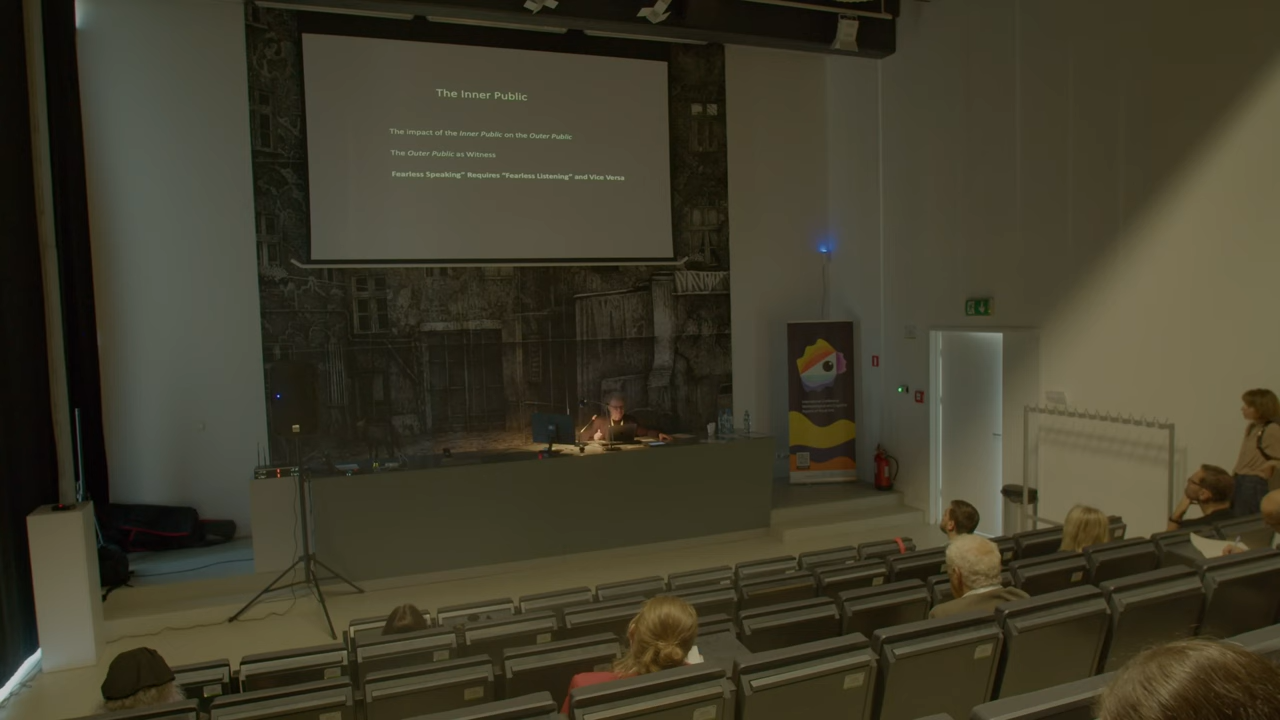 The Inner Public
The impact of the Inner Public on the Outer Public
The Outer Public as Witness
Fearless Speaking" Requires "Fearless Listening" and Vice Versa